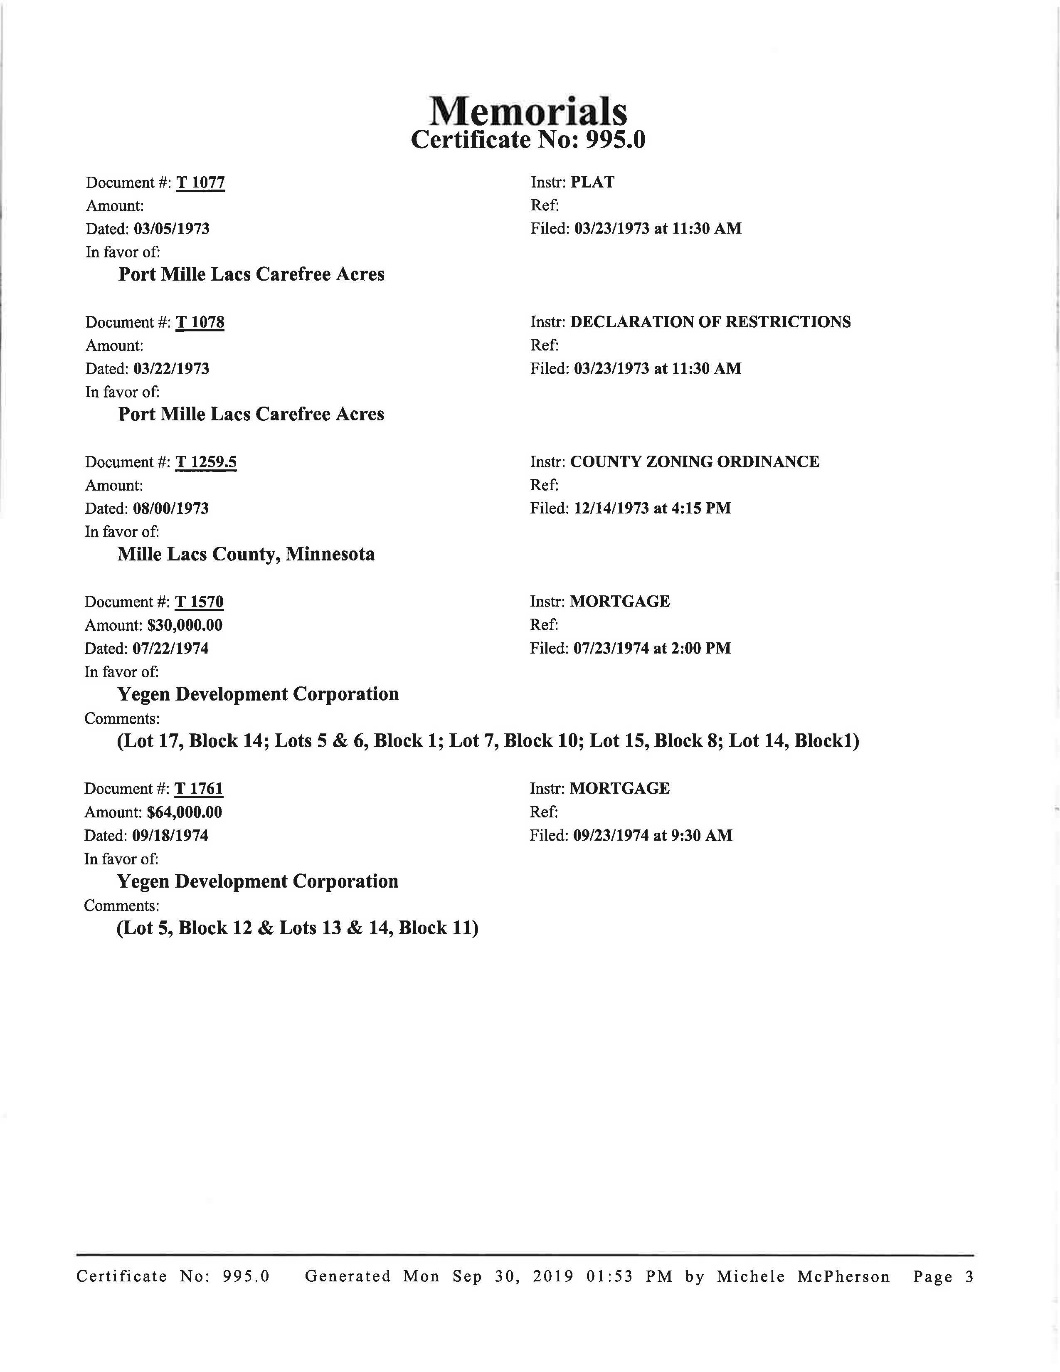 Memorials
Certificate No: 995.0
Document #: T 1077 Instr: PLAT
Amount: Ref:
Dated: 03/05/1973 Filed: 03/23/1973 at 11:30 AM
In favor of:
Port Mille Lacs Carefree Acres
Document #: T 1078 Instr: DECLARATION OF RESTRICTIONS
Amount: Ref:
Dated: 03/22/1973 Filed: 03/23/1973 at 11:30 AM
In favor of:
Port Mille Lacs Carefree Acres
Document #: T 1259.5 Instr: COUNTY ZONING ORDINANCE
Amount: Ref:
Dated: 08/00/1973 Filed: 12/14/1973 at 4:15 PM
In favor of:
Mille Lacs County, Minnesota
Document #: T 1570 Instr: MORTGAGE
Amount: $30,000.00 Ref:
Dated: 07/22/1974 Filed: 07/23/1974 at 2:00 PM
In favor of:
Yegen Development Corporation
Comments:
(Lot 17, Block 14; Lots 5 & 6, Block 1; Lot 7, Block 10; Lot 15, Block 8; Lot 14, Block1)
Document #: T 1761 Instr: MORTGAGE
Amount: $64,000.00 Ref:
Dated: 09/18/1974 Filed: 09/23/1974 at 9:30 AM
In favor of:
Yegen Development Corporation
Comments:
(Lot 5, Block 12 & Lots 13 & 14, Block 11)
Certificate No: 995.0 Generated Mon Sep 30, 2019 01:53 PM by Michele McPherson Page 3